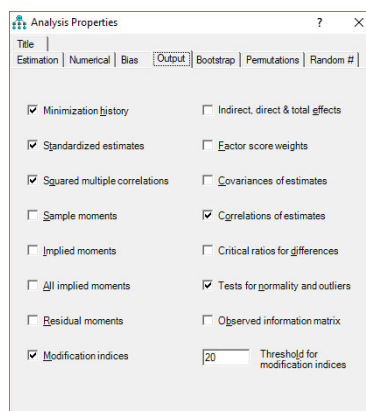 Analysis Properties ? ×
Title
Estimation Numerical Bias Output Bootstrap Permutations Random #
Minimization history Indirect, direct & total effects
Standardized estimates Factor score weights
Squared multiple correlations Covariances of estimates
Sample moments Correlations of estimates
Implied moments Critical ratios for differences
All implied moments Tests for normality and outliers
Residual moments Observed information matrix
Modification indices 20 Threshold for
modification indices